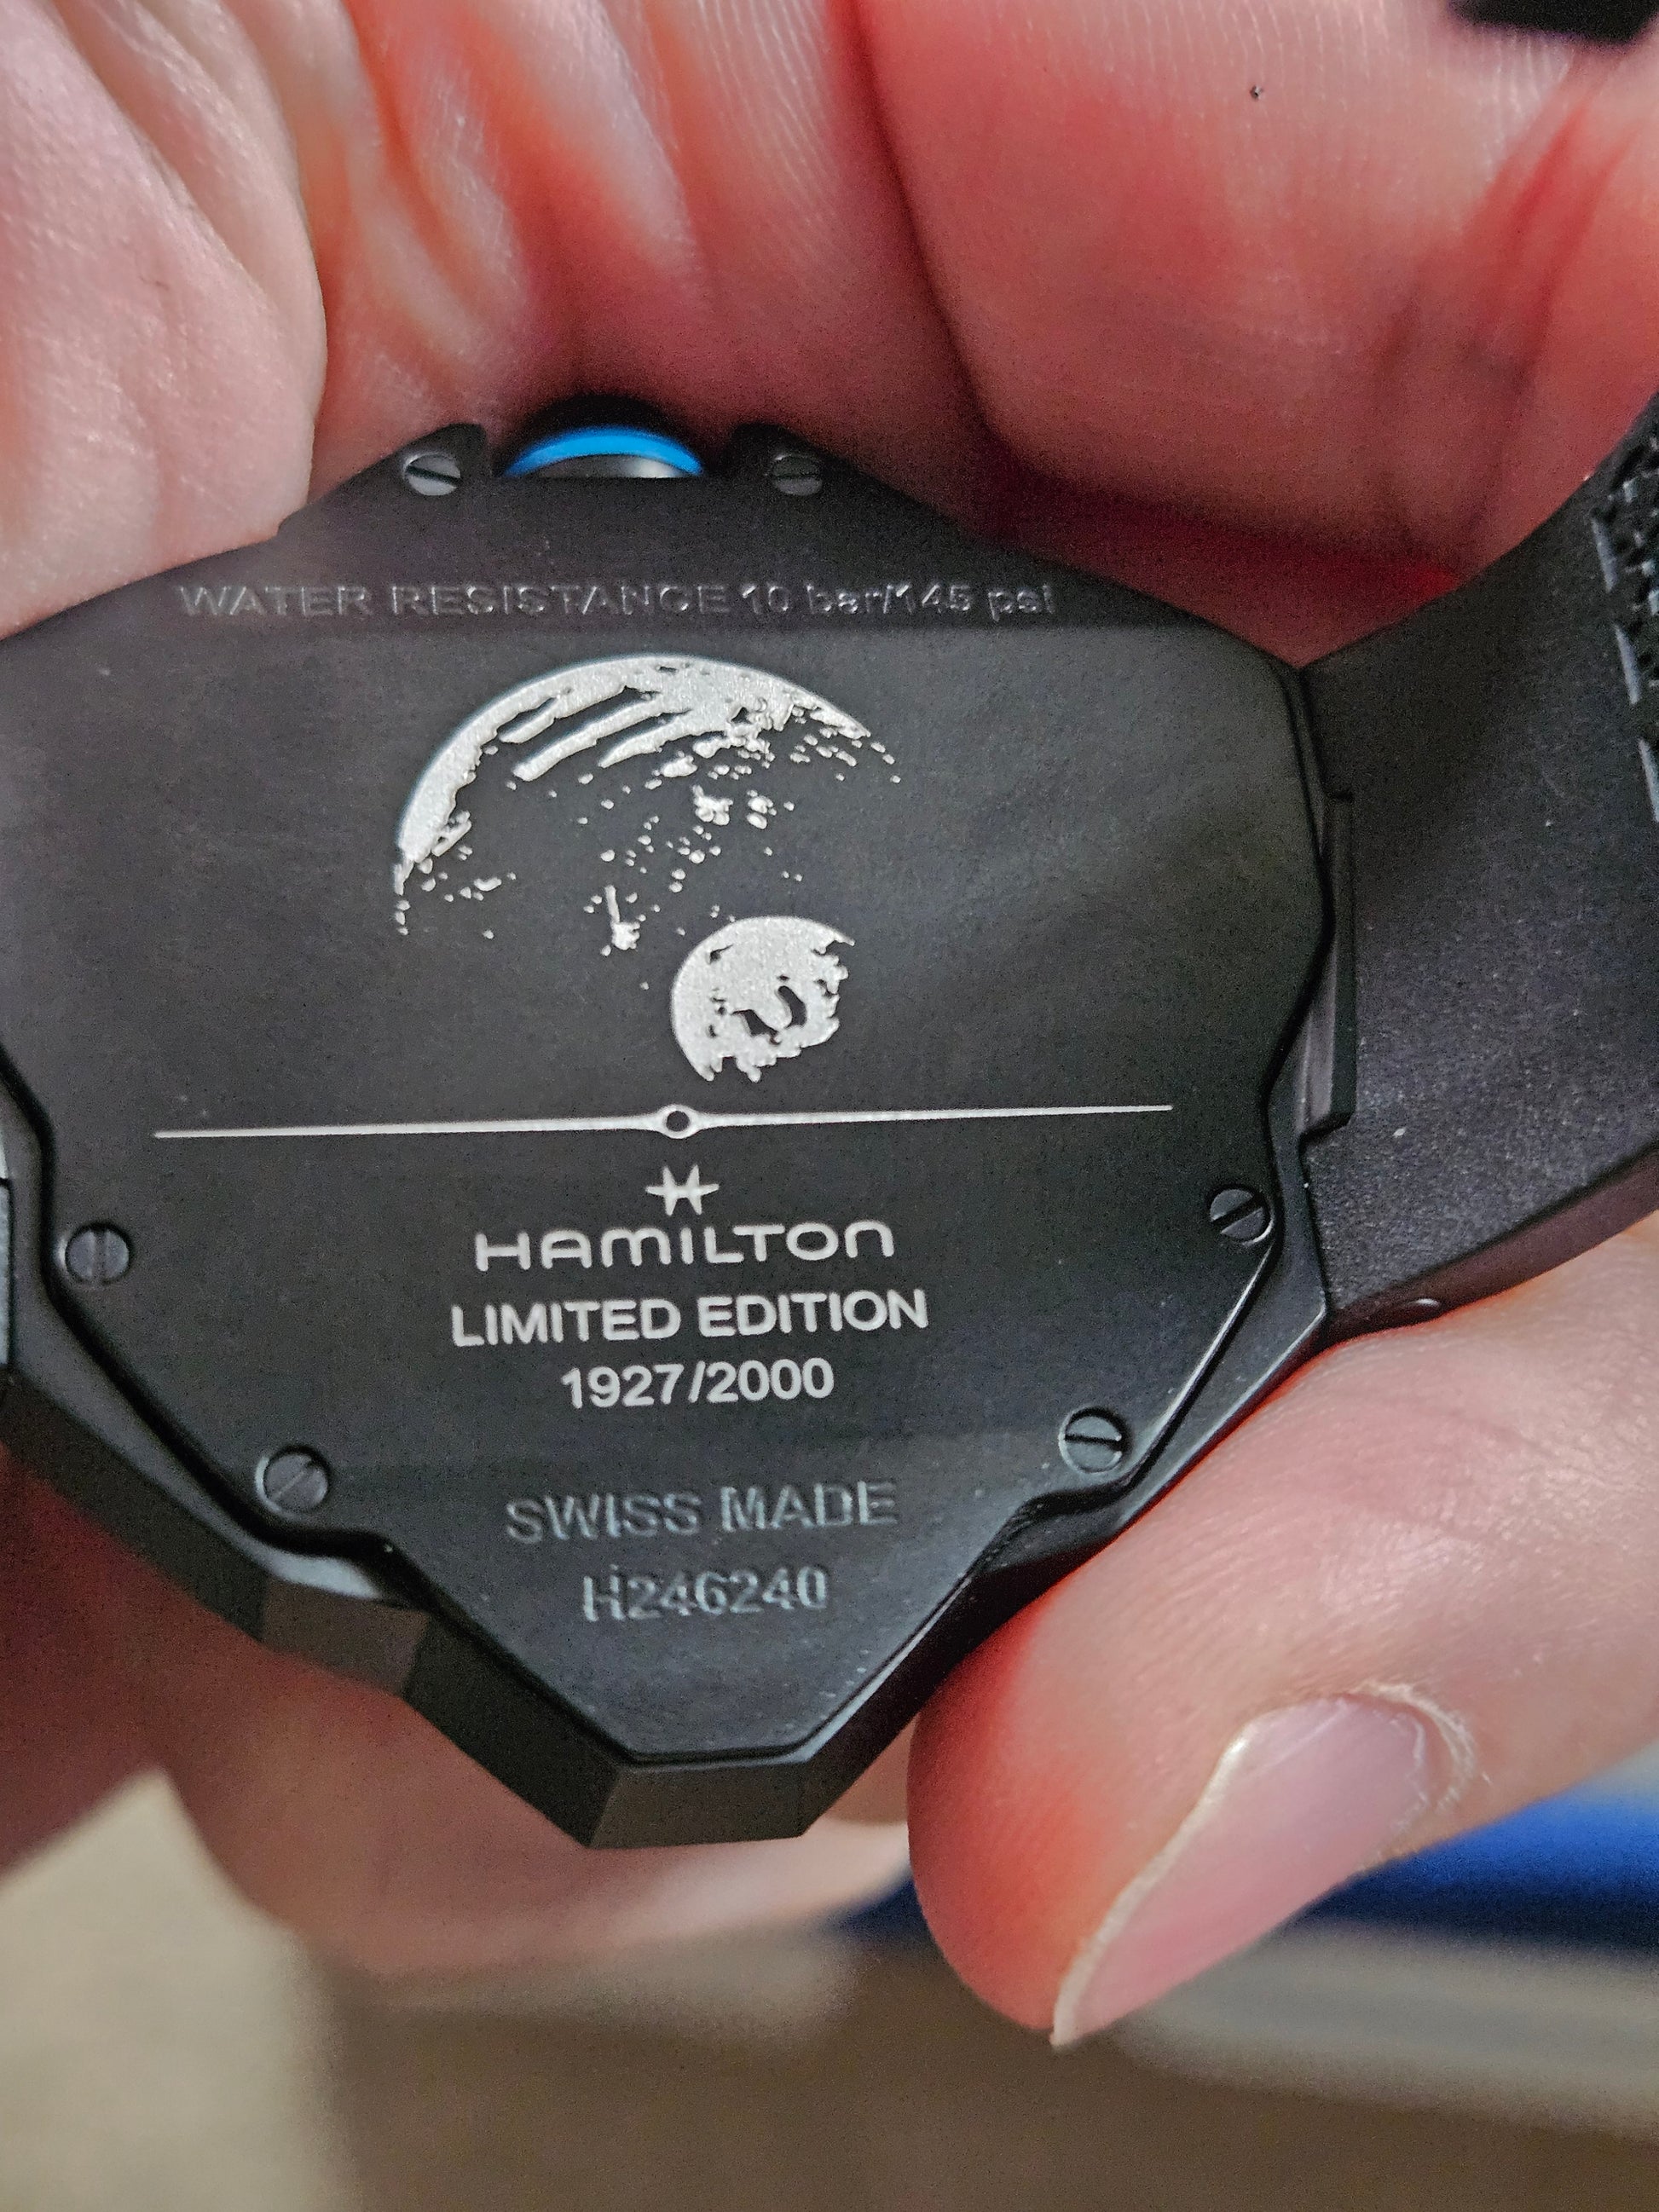 WATER RESISTANCE 10 bar/145 psi
HAMILTON
LIMITED EDITION
1927/2000
SWISS MADE
H246240